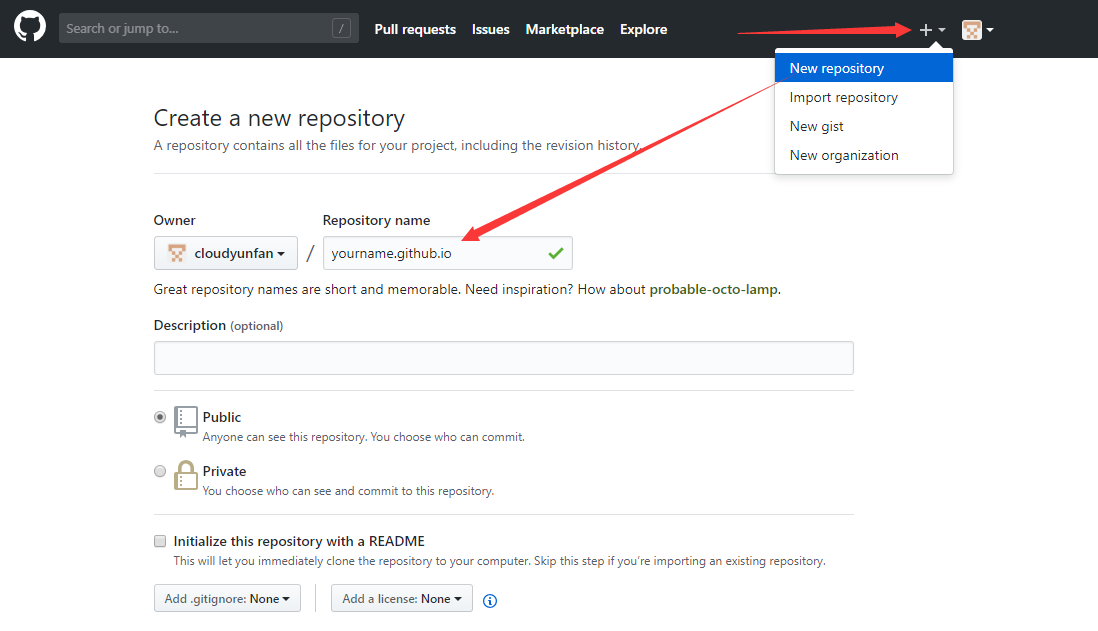 Search or jump to... /
Pull requests Issues Marketplace Explore
New repository
Import repository
New gist
New organization
Create a new repository
A repository contains all the files for your project, including the revision history.
Owner Repository name
cloudyunfan / yourname.github.io
Great repository names are short and memorable. Need inspiration? How about probable-octo-lamp.
Description (optional)
Public
Anyone can see this repository. You choose who can commit.
Private
You choose who can see and commit to this repository.
Initialize this repository with a README
This will let you immediately clone the repository to your computer. Skip this step if you’re importing an existing repository.
Add .gitignore: None Add a license: None